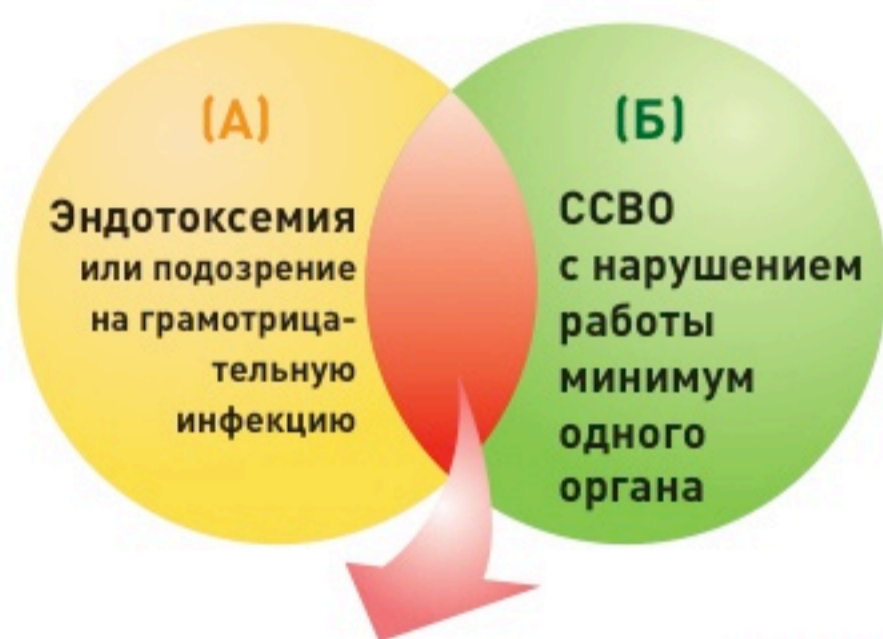 (А)
Эндотоксемия
или подозрение
на грамотрица-
тельную
инфекцию
(Б)
ССВО
с нарушением
работы
минимум
одного
органа